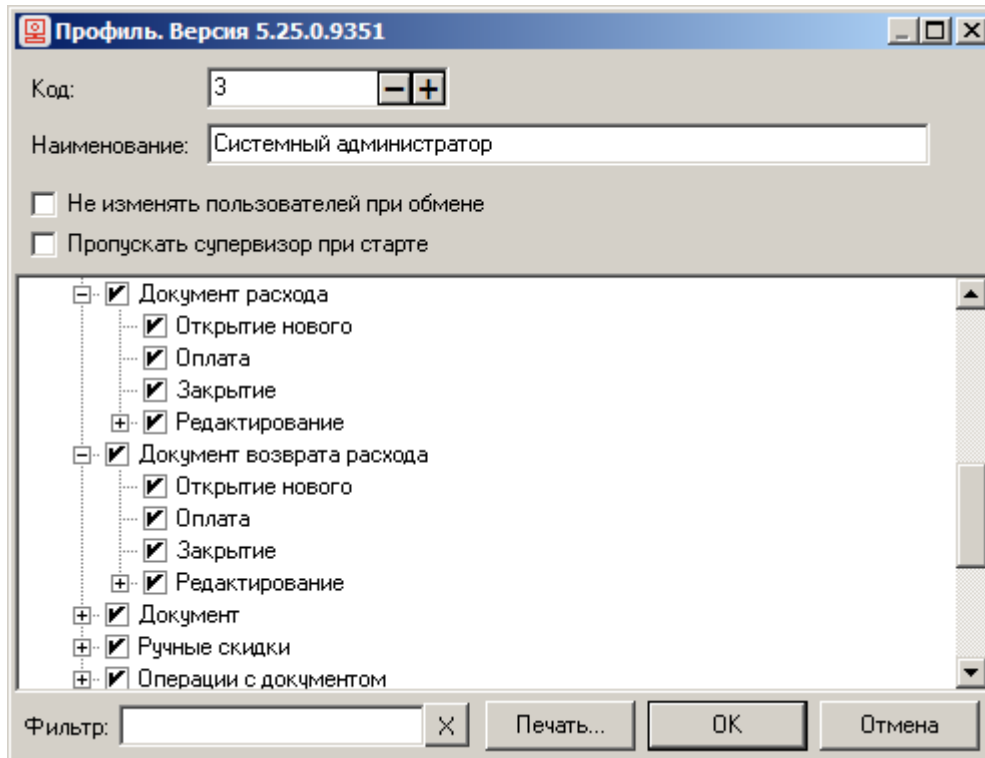 Профиль. Версия 5.25.0.9351
Код: 3
Наименование: Системный администратор
Не изменять пользователей при обмене
Пропускать супервизор при старте
Документ расхода
Открытие нового
Оплата
Закрытие
Редактирование
Документ возврата расхода
Открытие нового
Оплата
Закрытие
Редактирование
Документ
Ручные скидки
Операции с документом
Фильтр: X Печать... OK Отмена